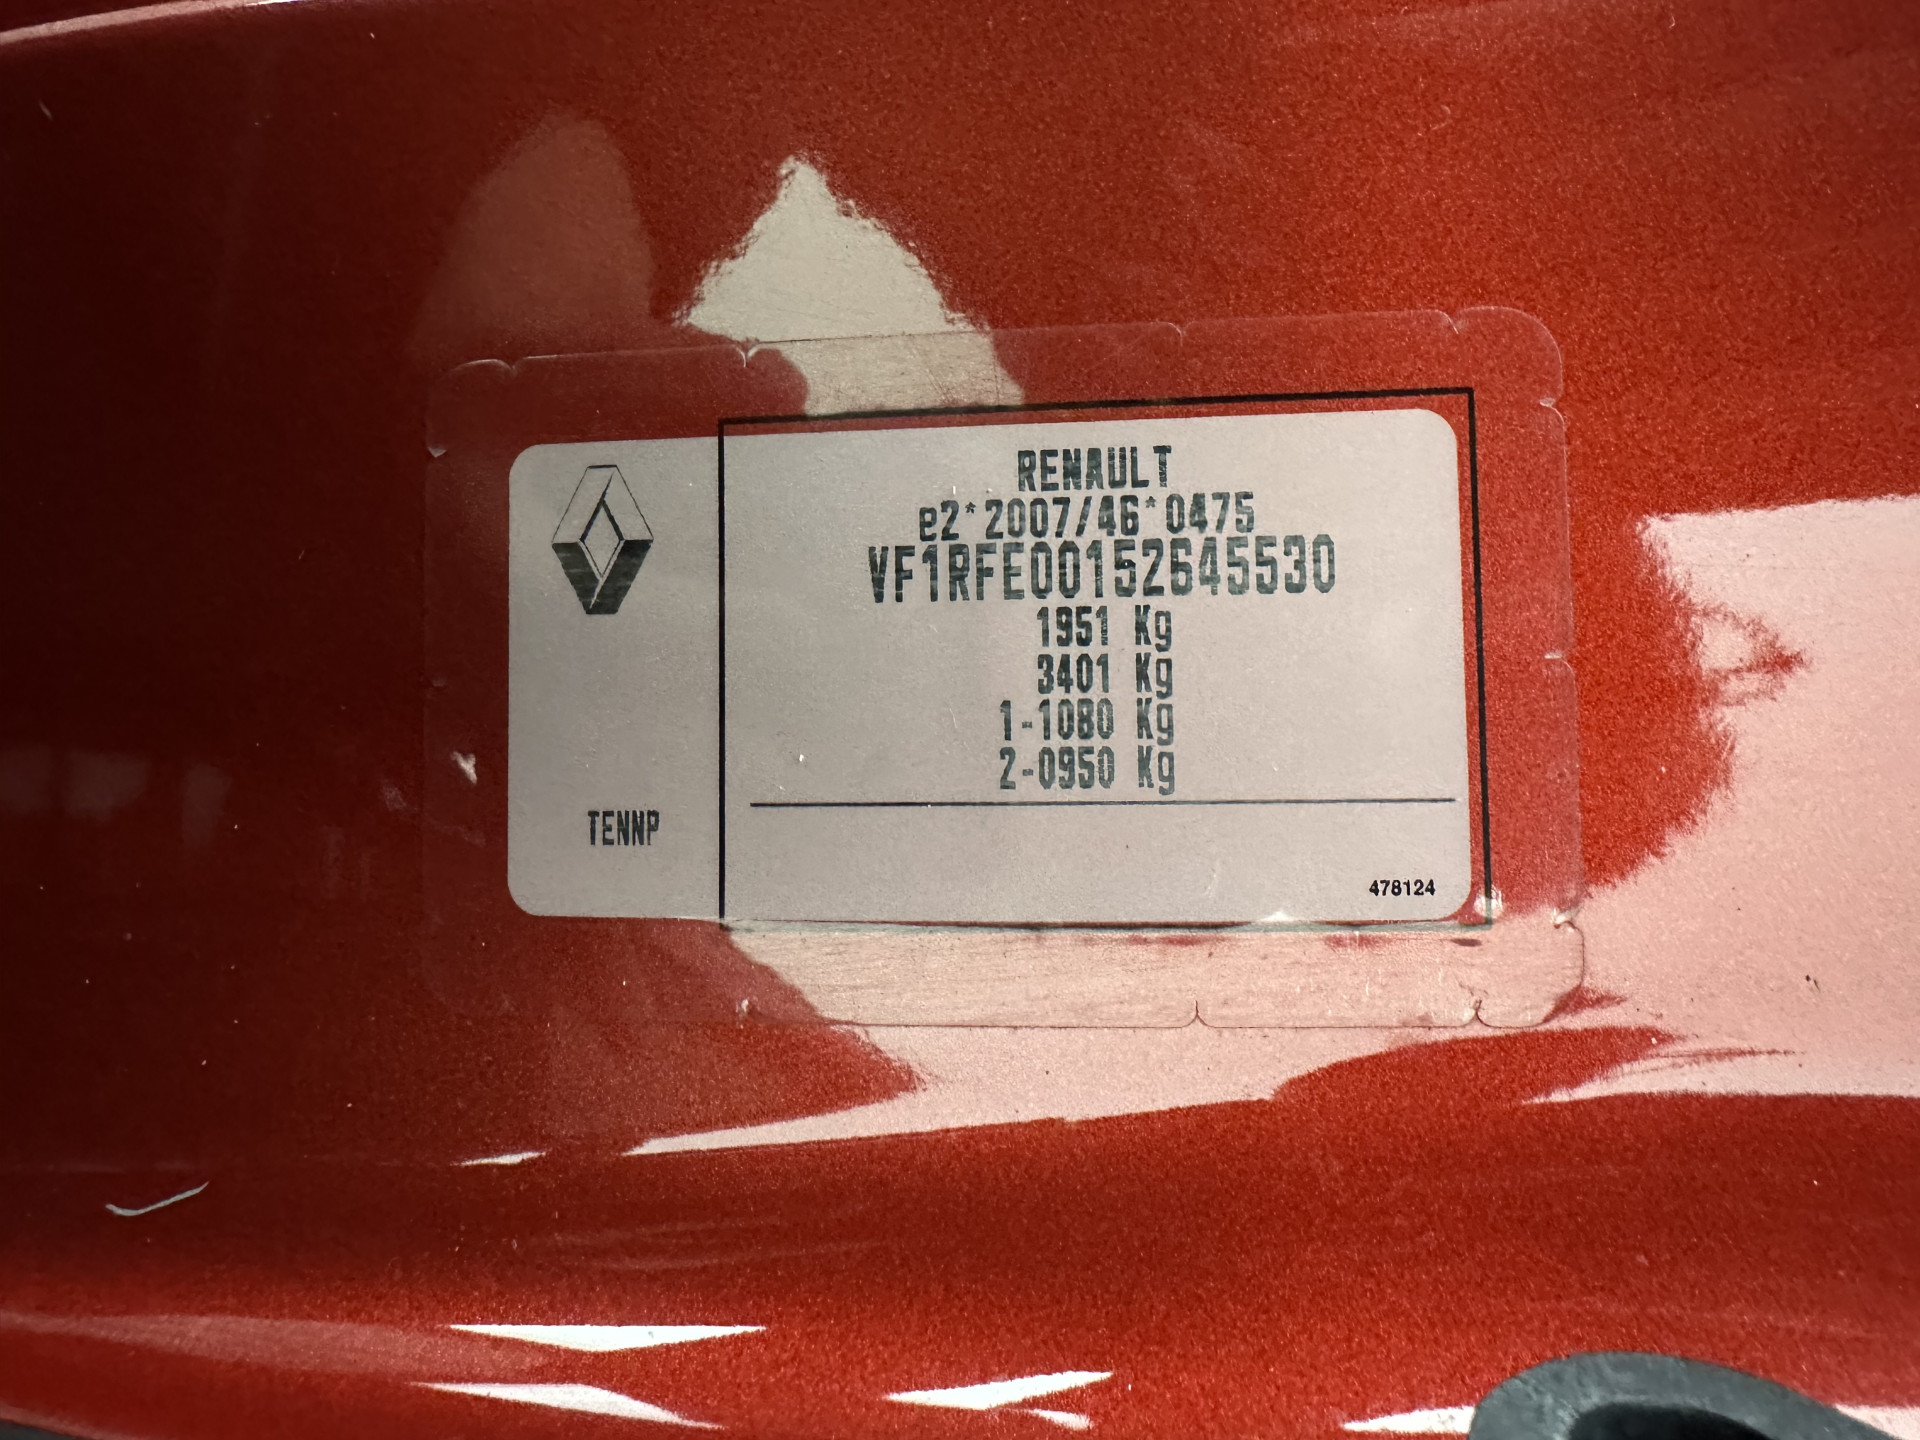 RENAULT
e2*2007/46*0475
VF1RFE00152645530
1951 Kg
3401 Kg
1-1080 Kg
2-0950 Kg
TENNP
478124